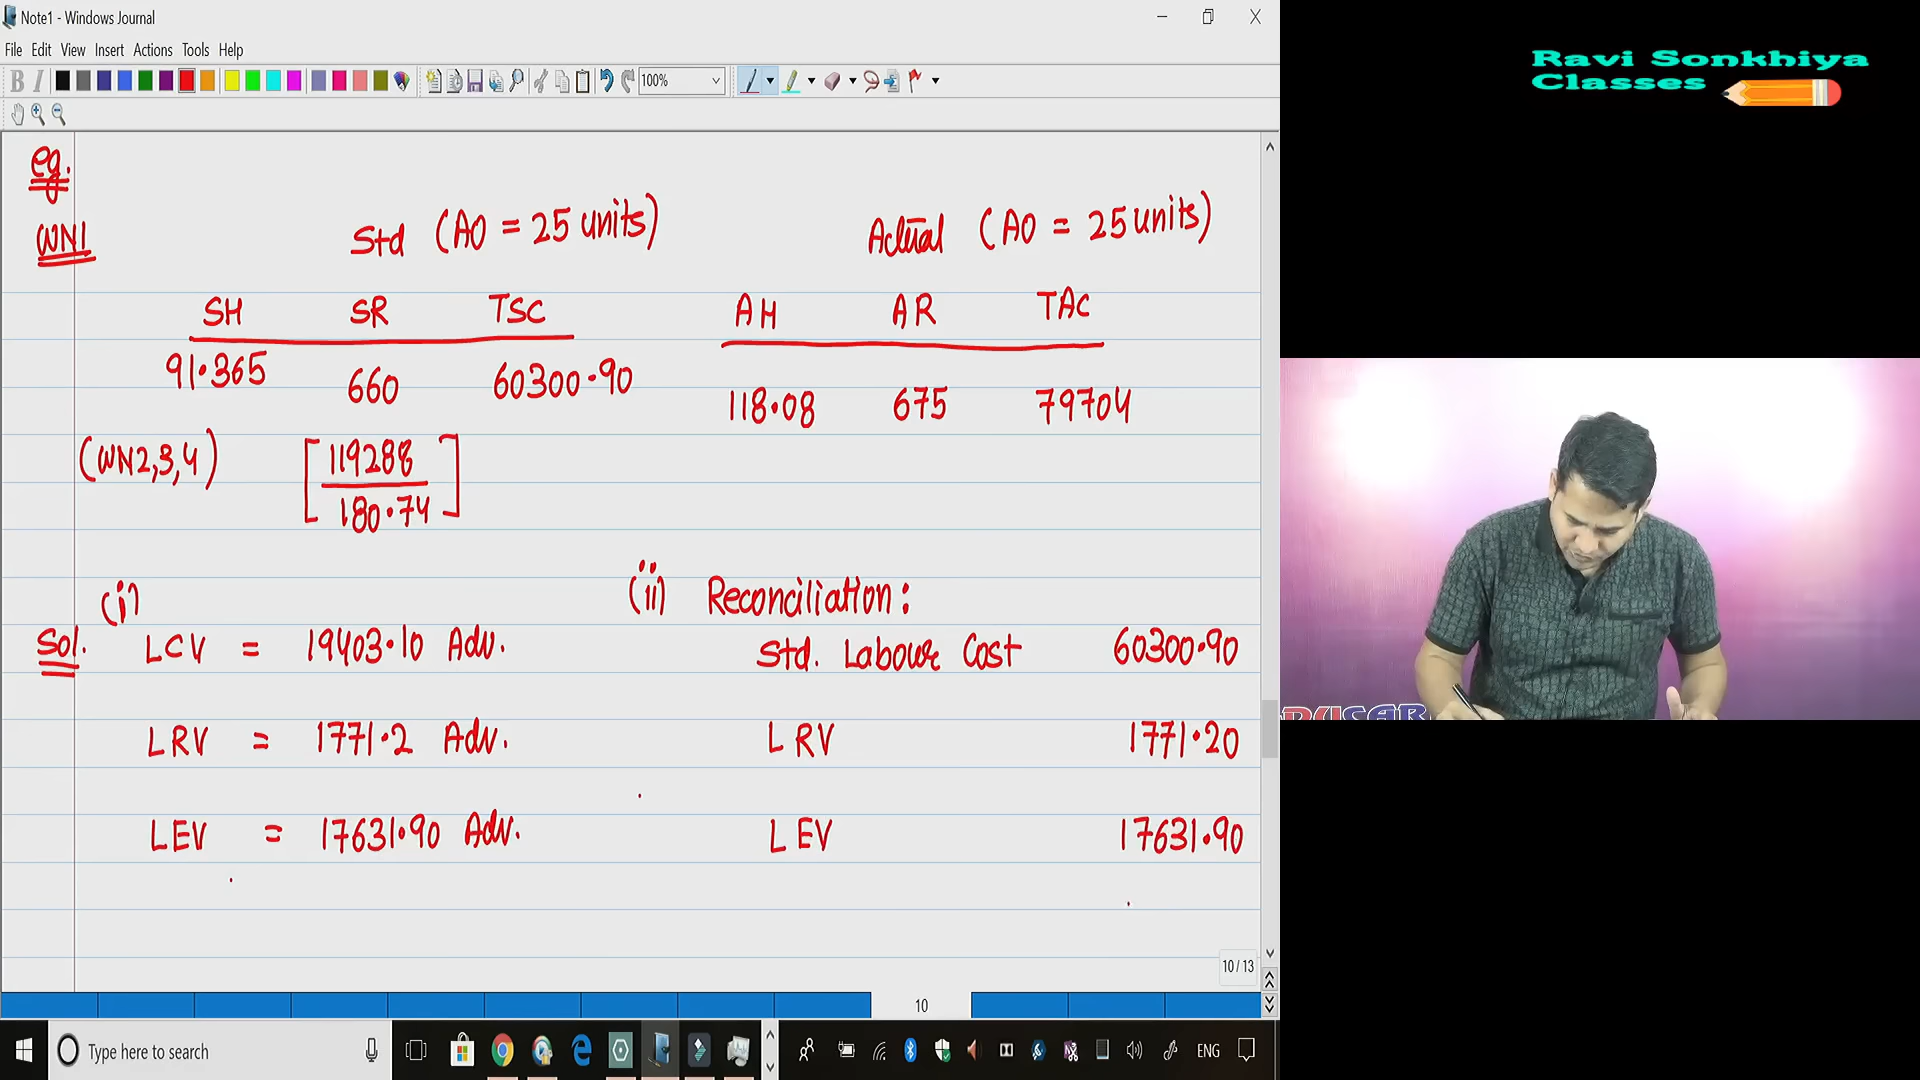 Note1 - Windows Journal
File Edit View Insert Actions Tools Help
B I 100%
Ravi Sonkhiya
Classes
eg.
WN1 Std (AO = 25 units) Actual (AO = 25 units)
SH SR TSC AH AR TAC
91.365 660 60300.90 118.08 675 79704
(WN2,3,4) [119288
180.74]
(i) (ii) Reconciliation:
Sol. LCV = 19403.10 Adv. Std. Labour Cost 60300.90
LRV = 1771.2 Adv. LRV 1771.20
LEV = 17631.90 Adv. LEV 17631.90
10/13
10
Type here to search
ENG